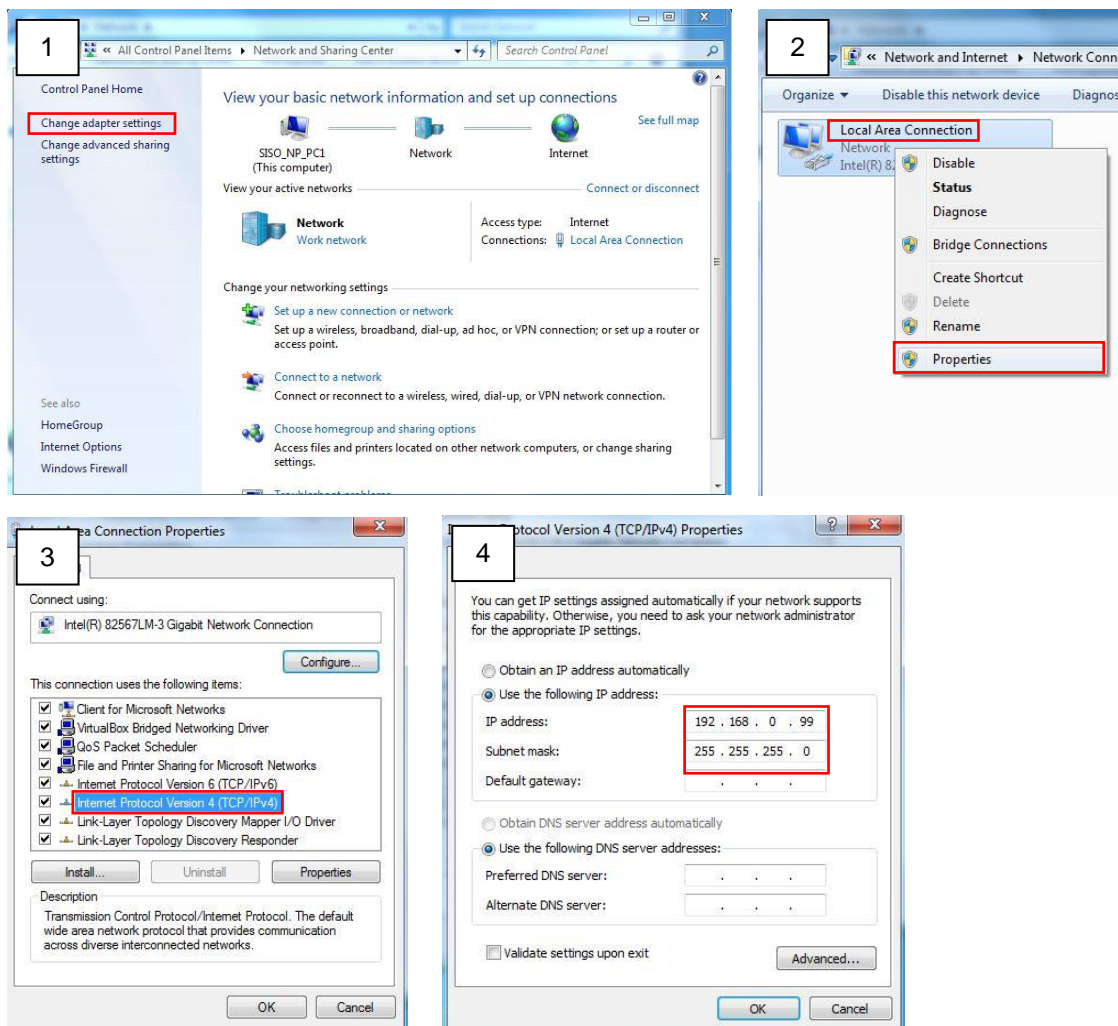 1
« All Control Panel Items ▸ Network and Sharing Center
Search Control Panel
Control Panel Home
Change adapter settings
Change advanced sharing
settings
See also
HomeGroup
Internet Options
Windows Firewall
View your basic network information and set up connections
See full map
SISO_NP_PC1
(This computer)
Network
Internet
View your active networks
Connect or disconnect
Network
Work network
Access type: Internet
Connections: Local Area Connection
Change your networking settings
Set up a new connection or network
Set up a wireless, broadband, dial-up, ad hoc, or VPN connection; or set up a router or
access point.
Connect to a network
Connect or reconnect to a wireless, wired, dial-up, or VPN network connection.
Choose homegroup and sharing options
Access files and printers located on other network computers, or change sharing
settings.
2
« Network and Internet ▸ Network Conn
Organize Disable this network device Diagnos
Local Area Connection
Network
Intel(R) 82
Disable
Status
Diagnose
Bridge Connections
Create Shortcut
Delete
Rename
Properties
3
ea Connection Properties
Connect using:
Intel(R) 82567LM-3 Gigabit Network Connection
Configure...
This connection uses the following items:
Client for Microsoft Networks
VirtualBox Bridged Networking Driver
QoS Packet Scheduler
File and Printer Sharing for Microsoft Networks
Internet Protocol Version 6 (TCP/IPv6)
Internet Protocol Version 4 (TCP/IPv4)
Link-Layer Topology Discovery Mapper I/O Driver
Link-Layer Topology Discovery Responder
Install... Uninstall Properties
Description
Transmission Control Protocol/Internet Protocol. The default
wide area network protocol that provides communication
across diverse interconnected networks.
OK Cancel
4
otocol Version 4 (TCP/IPv4) Properties
You can get IP settings assigned automatically if your network supports
this capability. Otherwise, you need to ask your network administrator
for the appropriate IP settings.
Obtain an IP address automatically
Use the following IP address:
IP address: 192 . 168 . 0 . 99
Subnet mask: 255 . 255 . 255 . 0
Default gateway: . . .
Obtain DNS server address automatically
Use the following DNS server addresses:
Preferred DNS server: . . .
Alternate DNS server: . . .
Validate settings upon exit
Advanced...
OK Cancel